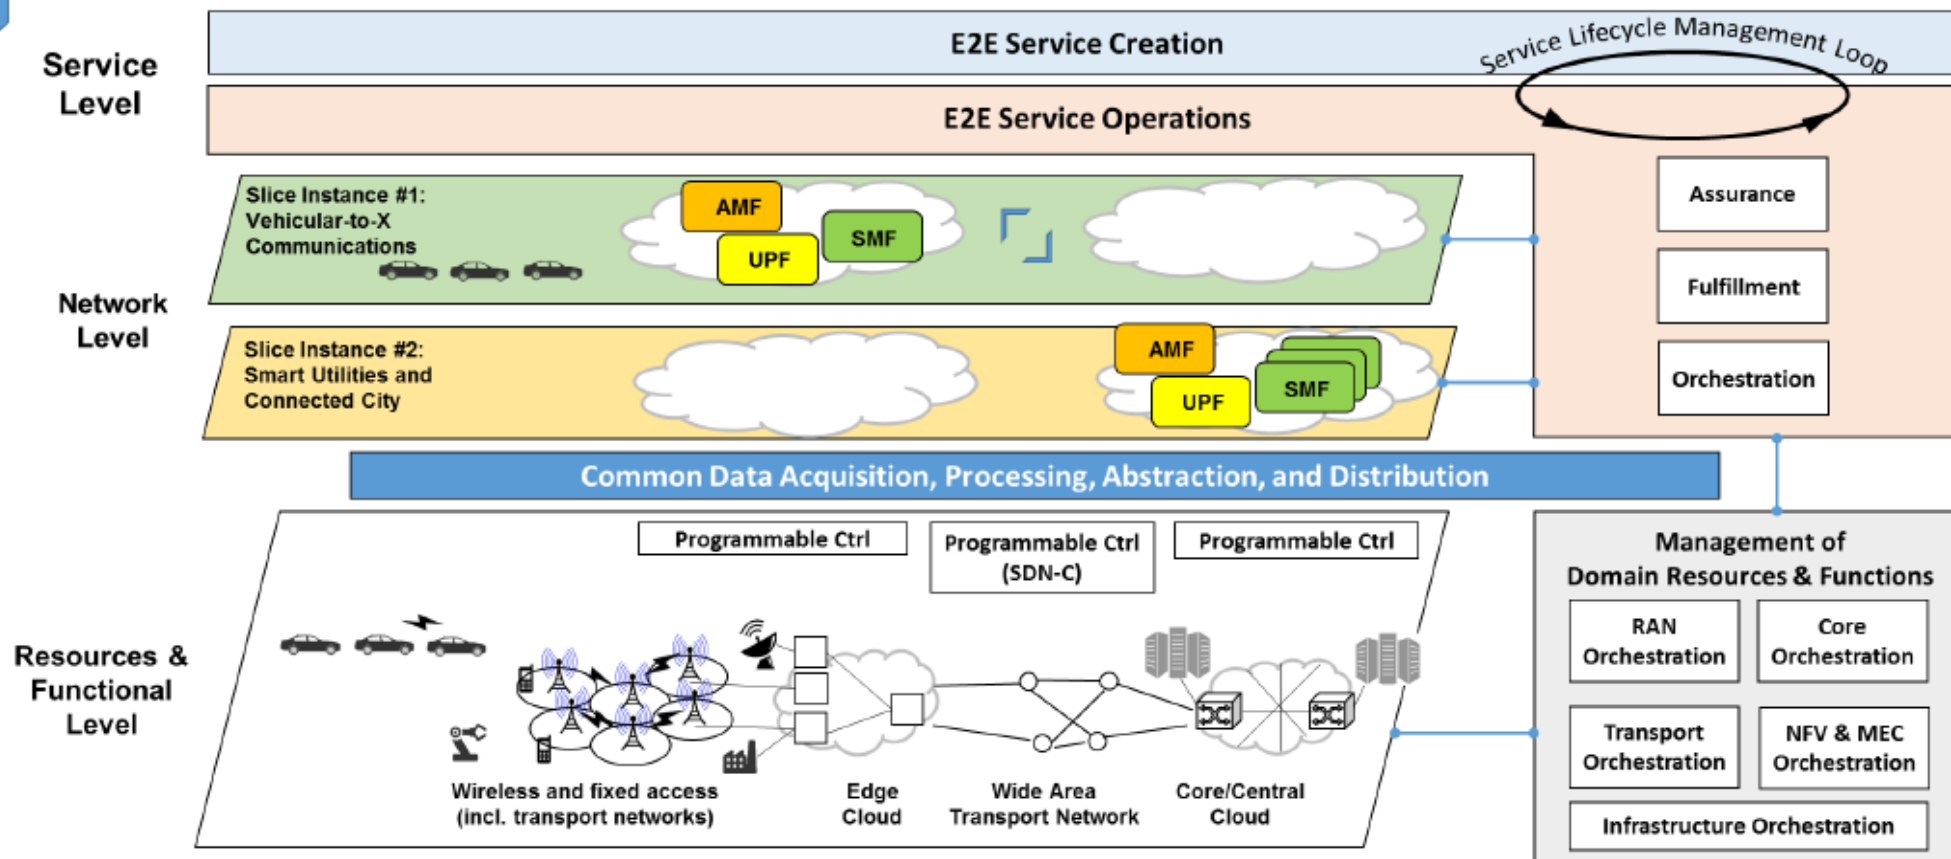 Service
Level
E2E Service Creation
Service Lifecycle Management Loop
E2E Service Operations
Network
Level
Slice Instance #1:
Vehicular-to-X
Communications
AMF
UPF
SMF
Slice Instance #2:
Smart Utilities and
Connected City
AMF
UPF
SMF
Assurance
Fulfillment
Orchestration
Common Data Acquisition, Processing, Abstraction, and Distribution
Resources &
Functional
Level
Programmable Ctrl
Programmable Ctrl
(SDN-C)
Programmable Ctrl
Wireless and fixed access
(incl. transport networks)
Edge
Cloud
Wide Area
Transport Network
Core/Central
Cloud
Management of
Domain Resources & Functions
RAN
Orchestration
Core
Orchestration
Transport
Orchestration
NFV & MEC
Orchestration
Infrastructure Orchestration